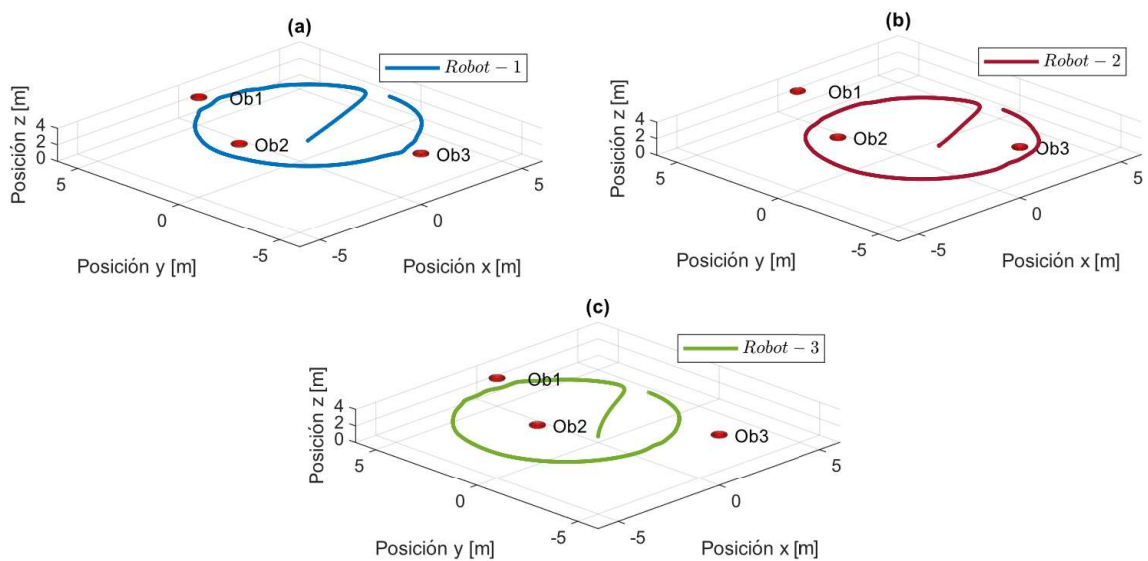 (a)
Robot − 1
Ob1
Ob2
Ob3
Posición z [m]
4
2
0
5
0
-5
Posición y [m]
-5
0
5
Posición x [m]
(b)
Robot − 2
Ob1
Ob2
Ob3
Posición z [m]
4
2
0
5
0
-5
Posición y [m]
-5
0
5
Posición x [m]
(c)
Robot − 3
Ob1
Ob2
Ob3
Posición z [m]
4
2
0
5
0
-5
Posición y [m]
-5
0
5
Posición x [m]